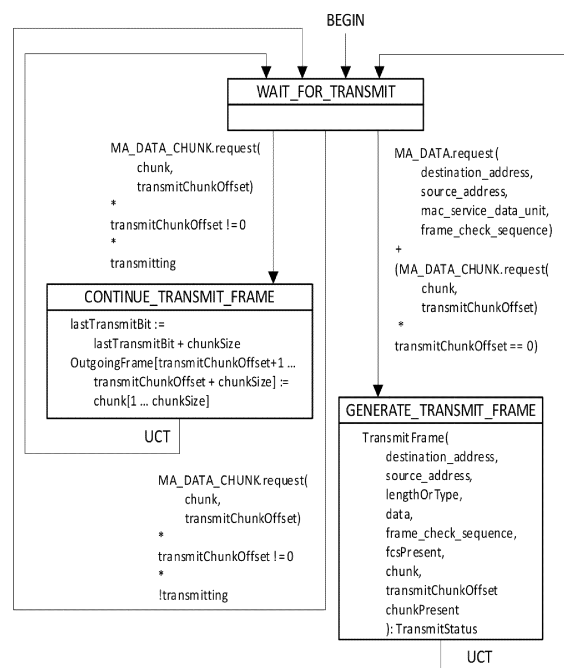 BEGIN
WAIT_FOR_TRANSMIT
MA_DATA_CHUNK.request(
chunk,
transmitChunkOffset)
*
transmitChunkOffset != 0
*
transmitting
MA_DATA.request(
destination_address,
source_address,
mac_service_data_unit,
frame_check_sequence)
+
(MA_DATA_CHUNK.request(
chunk,
transmitChunkOffset)
*
transmitChunkOffset == 0)
CONTINUE_TRANSMIT_FRAME
lastTransmitBit :=
lastTransmitBit + chunkSize
OutgoingFrame[transmitChunkOffset+1 ...
transmitChunkOffset + chunkSize] :=
chunk[1 ... chunkSize]
UCT
MA_DATA_CHUNK.request(
chunk,
transmitChunkOffset)
*
transmitChunkOffset != 0
*
!transmitting
GENERATE_TRANSMIT_FRAME
TransmitFrame(
destination_address,
source_address,
lengthOrType,
data,
frame_check_sequence,
fcsPresent,
chunk,
transmitChunkOffset
chunkPresent
): TransmitStatus
UCT